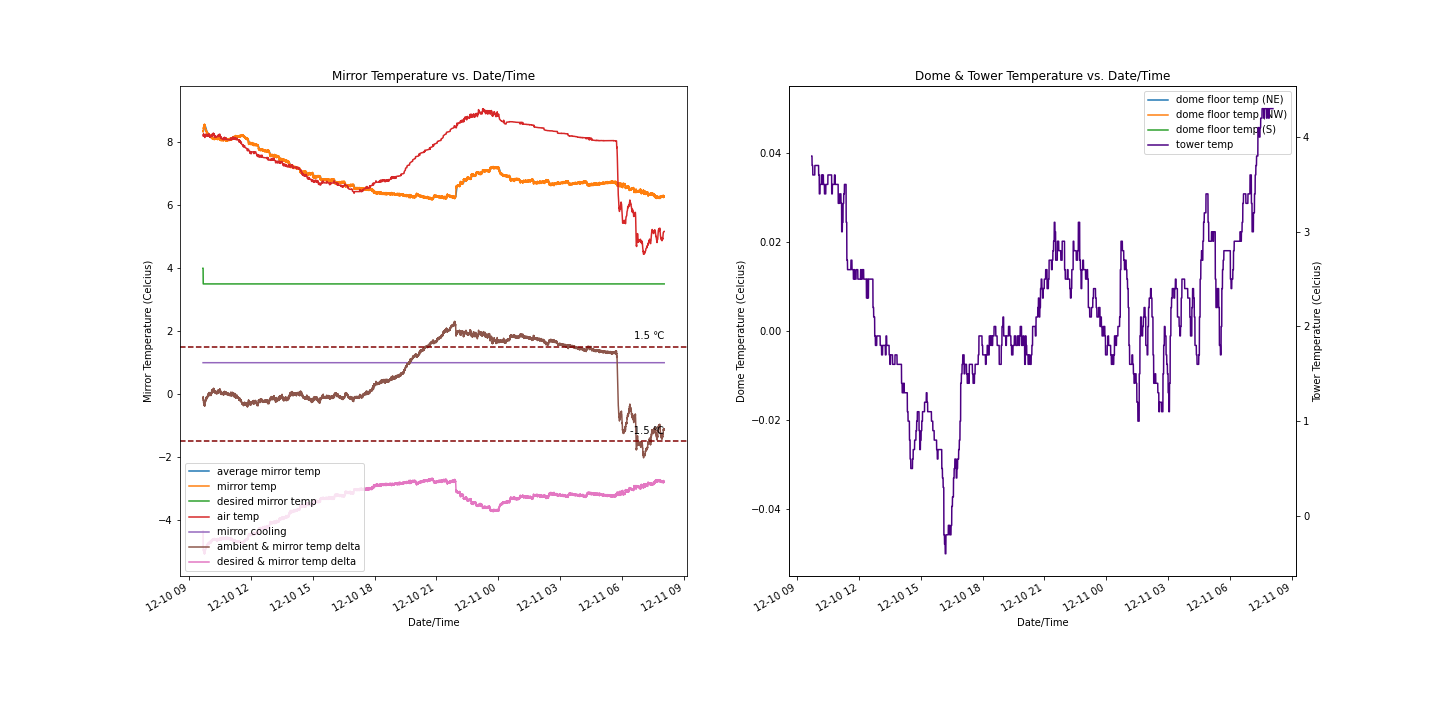 Mirror Temperature vs. Date/Time
Mirror Temperature (Celcius)
8
6
4
2
0
−2
−4
1.5 °C
-1.5 °C
average mirror temp
mirror temp
desired mirror temp
air temp
mirror cooling
ambient & mirror temp delta
desired & mirror temp delta
12-10 09
12-10 12
12-10 15
12-10 18
12-10 21
12-11 00
12-11 03
12-11 06
12-11 09
Date/Time
Dome & Tower Temperature vs. Date/Time
Dome Temperature (Celcius)
0.04
0.02
0.00
−0.02
−0.04
dome floor temp (NE)
dome floor temp (NW)
dome floor temp (S)
tower temp
4
3
2
1
0
Tower Temperature (Celcius)
12-10 09
12-10 12
12-10 15
12-10 18
12-10 21
12-11 00
12-11 03
12-11 06
12-11 09
Date/Time